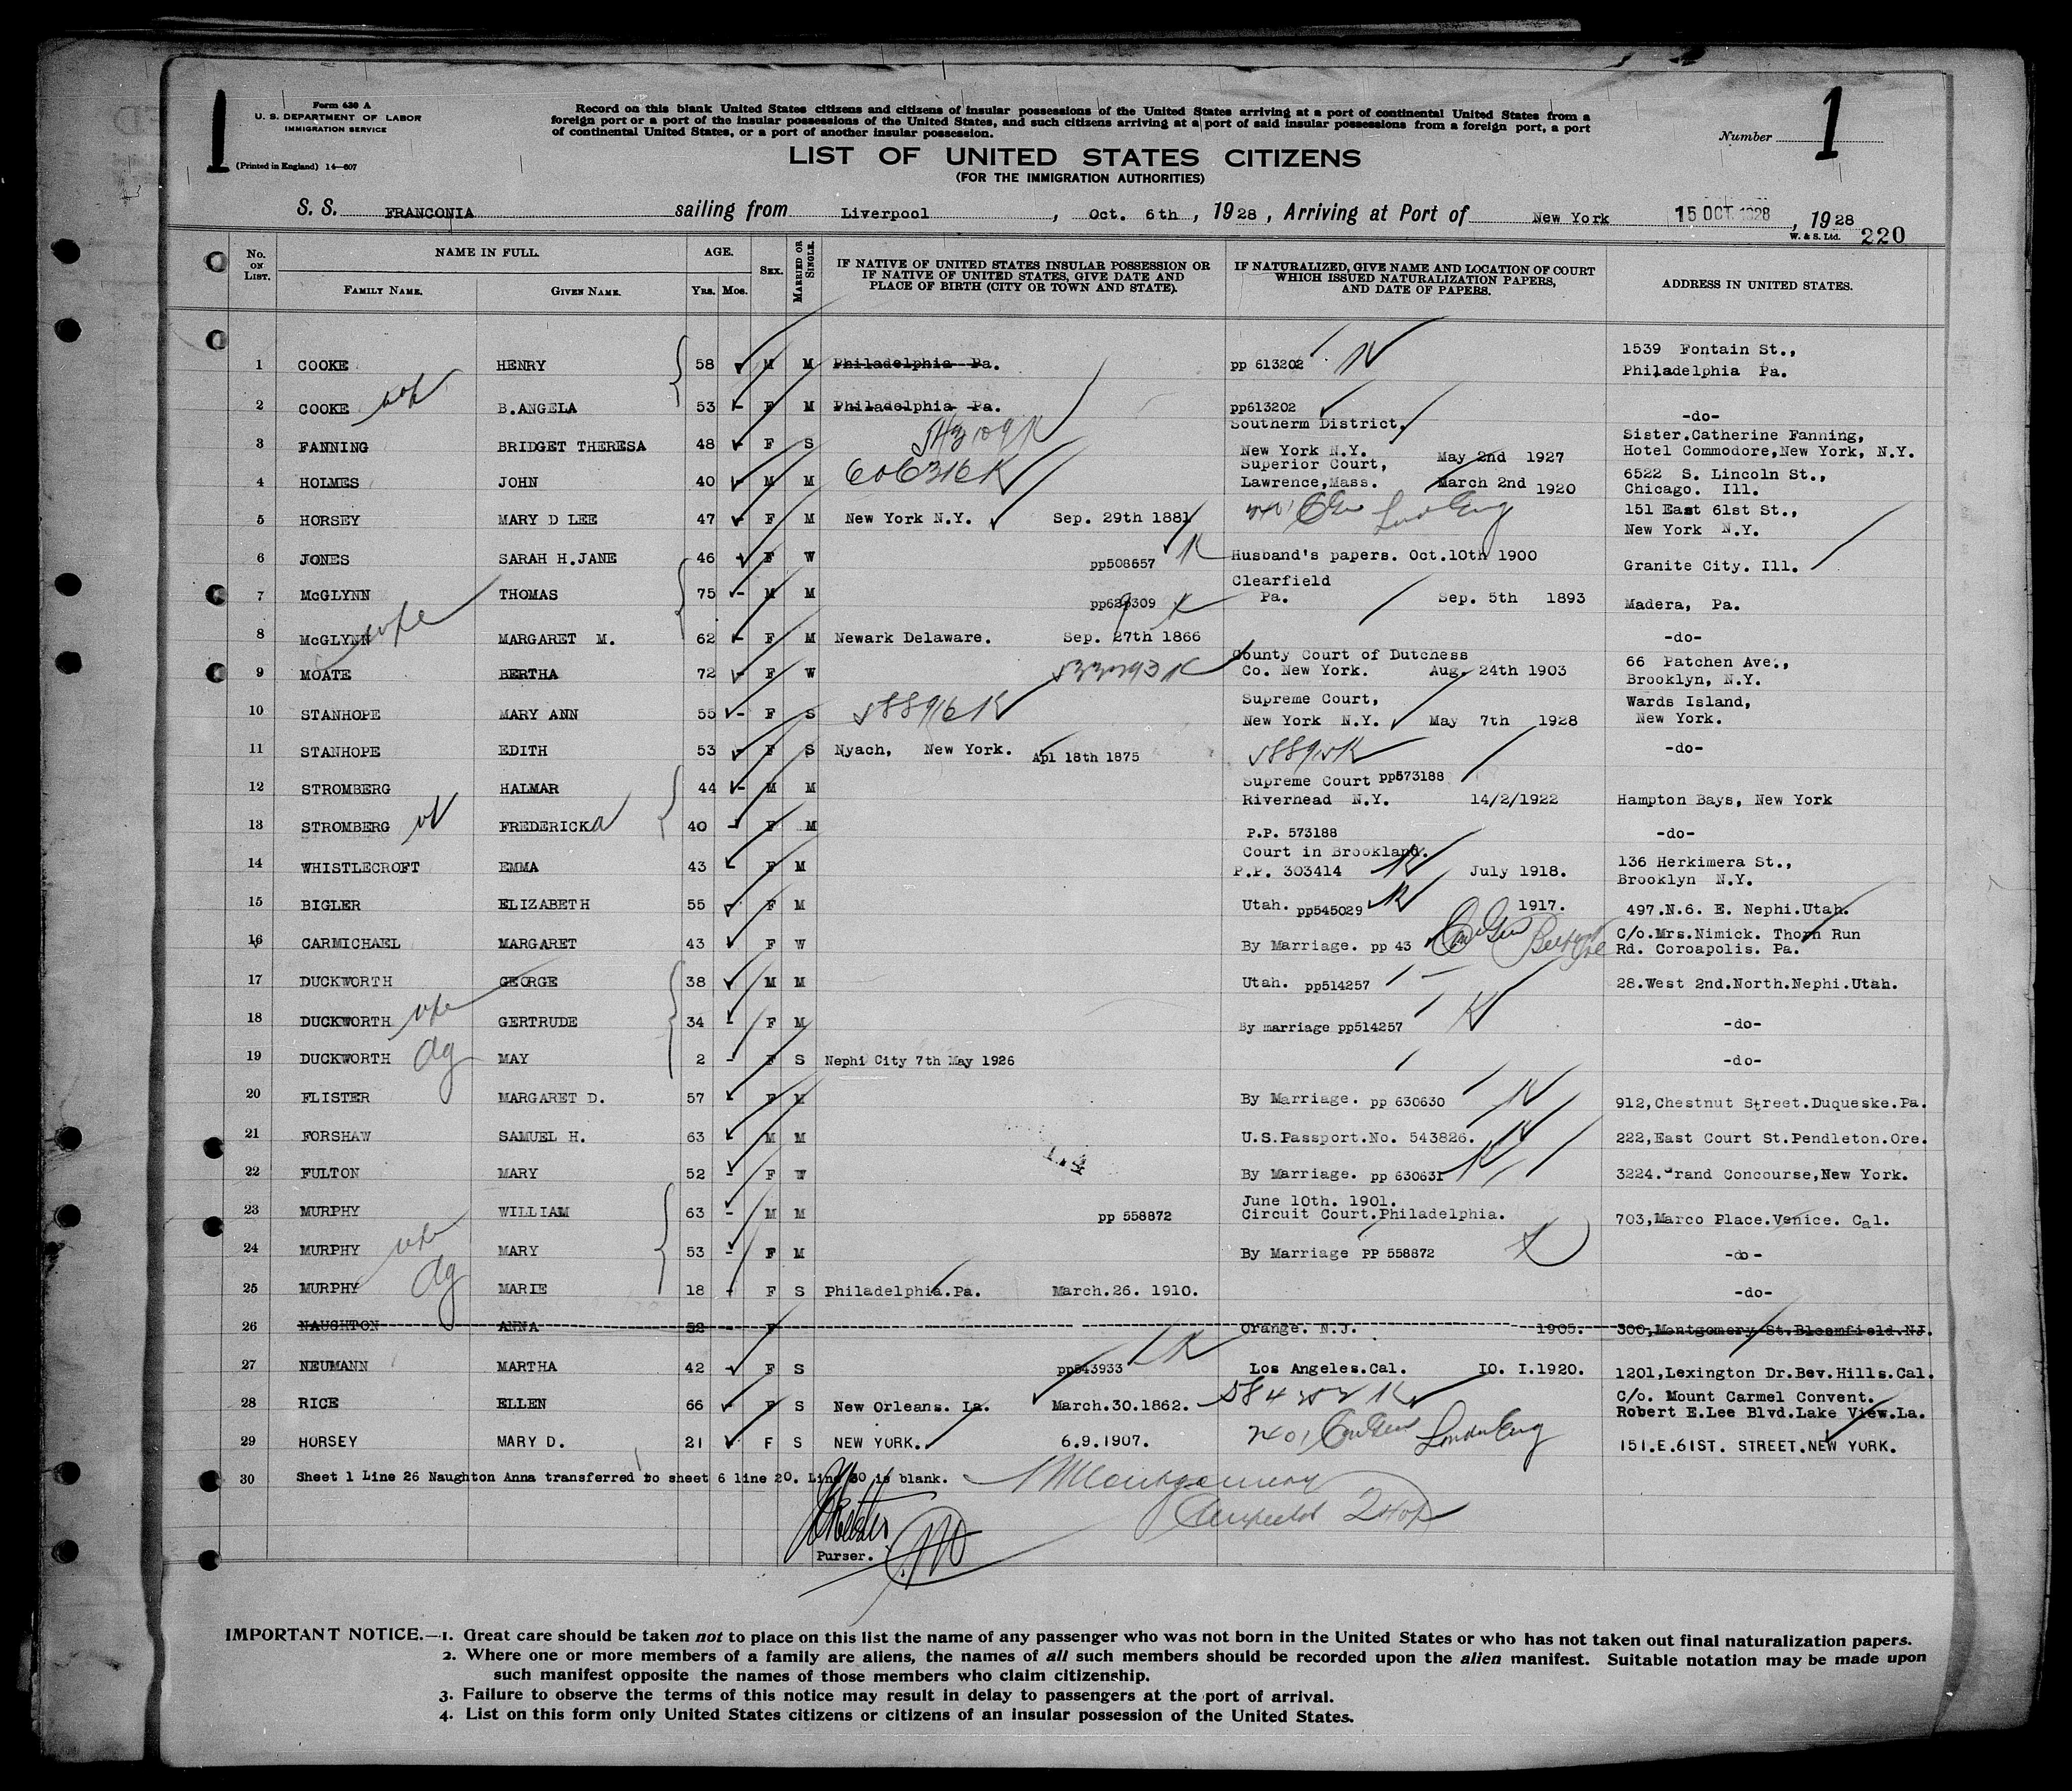 1
Form 630 A
U. S. DEPARTMENT OF LABOR
IMMIGRATION SERVICE
(Printed in England) 14—607
Record on this blank United States citizens and citizens of insular possessions of the United States arriving at a port of continental United States from a
foreign port or a port of the insular possessions of the United States, and such citizens arriving at a port of said insular possessions from a foreign port, a port
of continental United States, or a port of another insular possession.
Number 1
LIST OF UNITED STATES CITIZENS
(FOR THE IMMIGRATION AUTHORITIES)
S. S. FRANCONIA sailing from Liverpool, Oct. 6th, 1928, Arriving at Port of New York 15 OCT 1928, 1928
W. & S. Ltd. 220
No. ON LIST. NAME IN FULL. AGE. SEX. MARRIED OR SINGLE. IF NATIVE OF UNITED STATES INSULAR POSSESSION OR IF NATIVE OF UNITED STATES, GIVE DATE AND PLACE OF BIRTH (CITY OR TOWN AND STATE). IF NATURALIZED, GIVE NAME AND LOCATION OF COURT WHICH ISSUED NATURALIZATION PAPERS, AND DATE OF PAPERS. ADDRESS IN UNITED STATES.
FAMILY NAME. GIVEN NAME. Yrs. Mos.
1 COOKE HENRY 58 M M Philadelphia Pa. pp 613202 K 1539 Fontain St., Philadelphia Pa.
2 COOKE B.ANGELA 53 - F M Philadelphia Pa. pp613202 -do-
3 FANNING BRIDGET THERESA 48 - F S Southerm District, New York N.Y. May 2nd 1927 Sister.Catherine Fanning, Hotel Commodore,New York, N.Y.
4 HOLMES JOHN 40 - M M 606316 K Superior Court, Lawrence,Mass. March 2nd 1920 6522 S. Lincoln St., Chicago. Ill.
5 HORSEY MARY D LEE 47 - F M New York N.Y. Sep. 29th 1881 151 East 61st St., New York N.Y.
6 JONES SARAH H.JANE 46 - F W pp508557 K Husband's papers. Oct.10th 1900 Granite City. Ill.
7 McGLYNN THOMAS 75 - M M Clearfield Pa. Sep. 5th 1893 Madera, Pa.
8 McGLYNN wife MARGARET M. 62 - F M Newark Delaware. Sep. 27th 1866 -do-
9 MOATE BERTHA 72 - F W County Court of Dutchess Co. New York. Aug. 24th 1903 66 Patchen Ave., Brooklyn, N.Y.
10 STANHOPE MARY ANN 55 - F S 588916 K Supreme Court, New York N.Y. May 7th 1928 Wards Island, New York.
11 STANHOPE EDITH 53 - F S Nyach, New York. Apl 18th 1875 -do-
12 STROMBERG HALMAR 44 - M M Supreme Court pp573188 Riverhead N.Y. 14/2/1922 Hampton Bays, New York
13 STROMBERG FREDERICKa 40 - F M P.P. 573188 -do-
14 WHISTLECROFT EMMA 43 - F M Court in Brookland. P.P. 303414 K July 1918. 136 Herkimera St., Brooklyn N.Y.
15 BIGLER ELIZABETH 55 - F M Utah. pp545029 K 1917. 497.N.6. E. Nephi.Utah.
16 CARMICHAEL MARGARET 43 F W By Marriage. pp 43 C/o.Mrs.Nimick. Thorn Run Rd. Coroapolis. Pa.
17 DUCKWORTH GEORGE 38 - M M Utah. pp514257 28.West 2nd.North.Nephi.Utah.
18 DUCKWORTH wife GERTRUDE 34 - F M By marriage pp514257 K -do-
19 DUCKWORTH dg MAY 2 - F S Nephi City 7th May 1926 -do-
20 FLISTER MARGARET D. 57 - F M By Marriage. pp 630630 K 912,Chestnut Street.Duqueske.Pa.
21 FORSHAW SAMUEL H. 63 - M M U.S.Passport.No. 543826. K 222,East Court St.Pendleton.Ore.
22 FULTON MARY 52 - F W By Marriage. pp 630631 K 3224.Grand Concourse,New York.
23 MURPHY WILLIAM 63 - M M pp 558872 June 10th. 1901. Circuit Court.Philadelphia. 703,Marco Place.Venice. Cal.
24 MURPHY wife MARY 53 - F M By Marriage PP 558872 -do-
25 MURPHY dg MARIE 18 - F S Philadelphia.Pa. March.26. 1910. -do-
26 NAUGHTON ANNA 52 - F Orange. N.J. 1905. 300,Montgomery St.Bloomfield.NJ.
27 NEUMANN MARTHA 42 - F S pp543933 K Los Angeles.Cal. IO. I.1920. 1201,Lexington Dr.Bev.Hills.Cal.
28 RICE ELLEN 66 - F S New Orleans. La. March.30.1862. C/o. Mount Carmel Convent. Robert E.Lee Blvd.Lake View.La.
29 HORSEY MARY D. 21 F S NEW YORK. 6.9.1907. 151.E.61ST. STREET.NEW YORK.
30 Sheet 1 Line 26 Naughton Anna transferred to sheet 6 line 20. Line 30 is blank.
Purser.
IMPORTANT NOTICE.—1. Great care should be taken not to place on this list the name of any passenger who was not born in the United States or who has not taken out final naturalization papers.
2. Where one or more members of a family are aliens, the names of all such members should be recorded upon the alien manifest. Suitable notation may be made upon
such manifest opposite the names of those members who claim citizenship.
3. Failure to observe the terms of this notice may result in delay to passengers at the port of arrival.
4. List on this form only United States citizens or citizens of an insular possession of the United States.